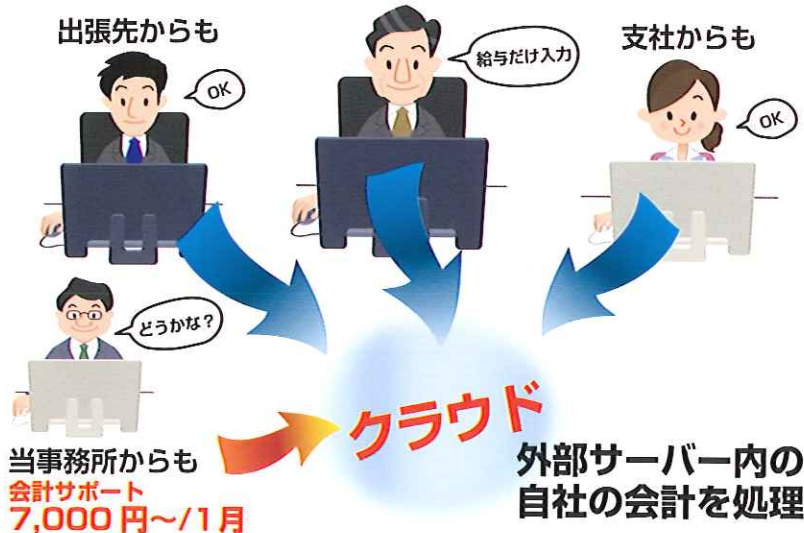 出張先からも
OK
給与だけ入力
支社からも
OK
どうかな?
当事務所からも
会計サポート
7,000円~/1月
クラウド
外部サーバー内の
自社の会計を処理